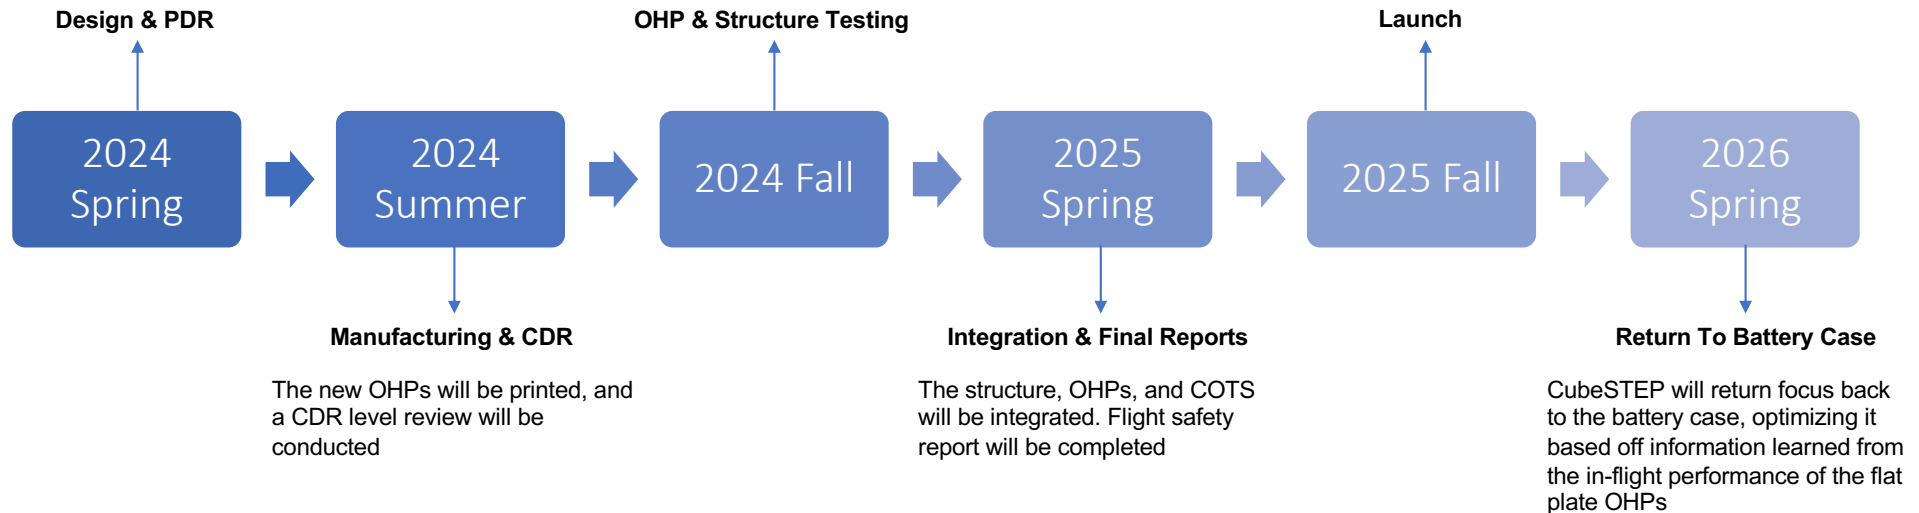 Design & PDR
OHP & Structure Testing
Launch
2024
Spring
2024
Summer
2024 Fall
2025
Spring
2025 Fall
2026
Spring
Manufacturing & CDR
The new OHPs will be printed, and
a CDR level review will be
conducted
Integration & Final Reports
The structure, OHPs, and COTS
will be integrated. Flight safety
report will be completed
Return To Battery Case
CubeSTEP will return focus back
to the battery case, optimizing it
based off information learned from
the in-flight performance of the flat
plate OHPs